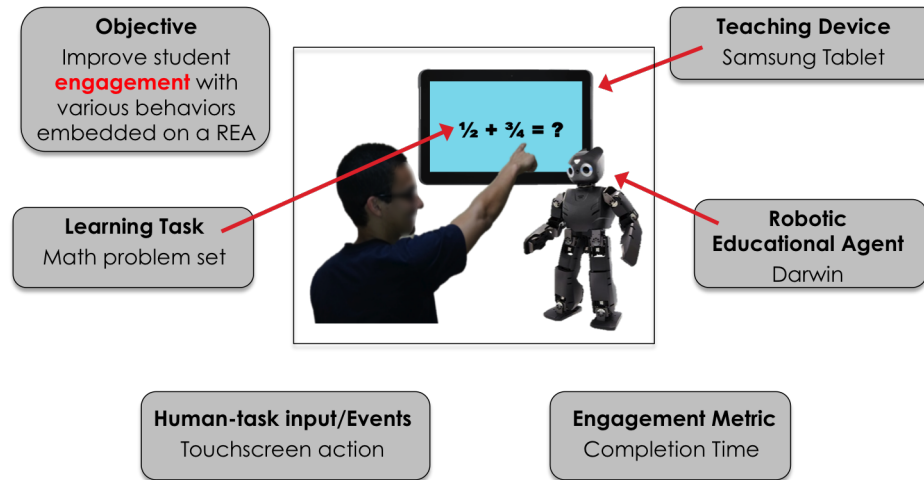 Objective
Improve student
engagement with
various behaviors
embedded on a REA
Teaching Device
Samsung Tablet
½ + ¾ = ?
Learning Task
Math problem set
Robotic
Educational Agent
Darwin
Human-task input/Events
Touchscreen action
Engagement Metric
Completion Time